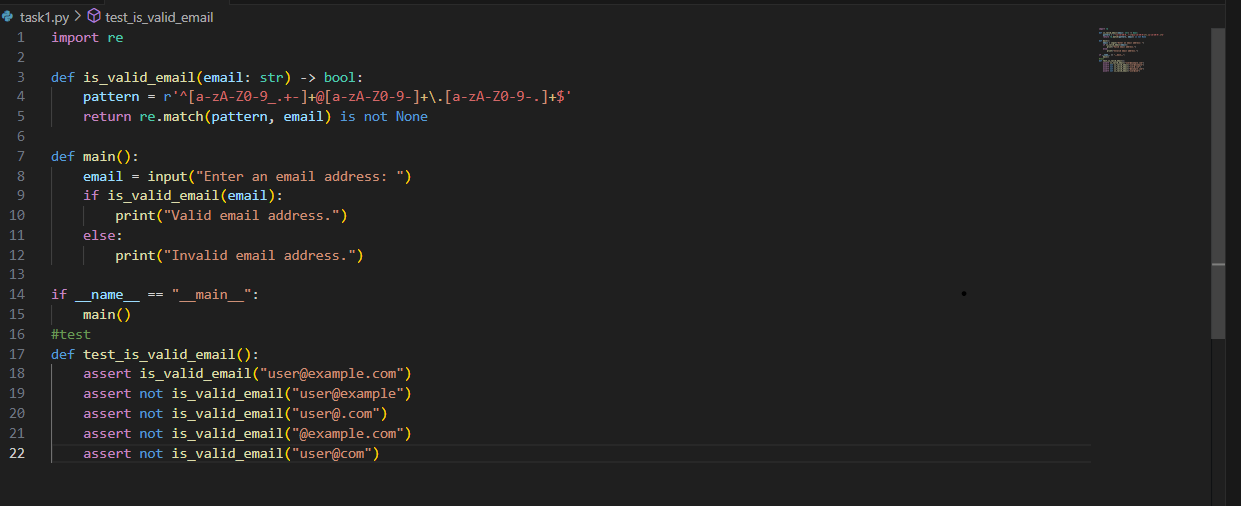 task1.py > test_is_valid_email
1 import re
2
3 def is_valid_email(email: str) -> bool:
4     pattern = r'^[a-zA-Z0-9_.+-]+@[a-zA-Z0-9-]+\.[a-zA-Z0-9-.]+$'
5     return re.match(pattern, email) is not None
6
7 def main():
8     email = input("Enter an email address: ")
9     if is_valid_email(email):
10         print("Valid email address.")
11     else:
12         print("Invalid email address.")
13
14 if __name__ == "__main__":
15     main()
16 #test
17 def test_is_valid_email():
18     assert is_valid_email("user@example.com")
19     assert not is_valid_email("user@example")
20     assert not is_valid_email("user@.com")
21     assert not is_valid_email("@example.com")
22     assert not is_valid_email("user@com")